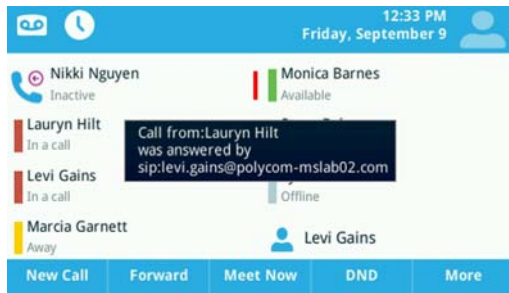 12:33 PM
Friday, September 9
Nikki Nguyen
Inactive
Monica Barnes
Available
Lauryn Hilt
In a call
Call from:Lauryn Hilt
was answered by
sip:levi.gains@polycom-mslab02.com
Levi Gains
In a call
Offline
Marcia Garnett
Away
Levi Gains
New Call Forward Meet Now DND More